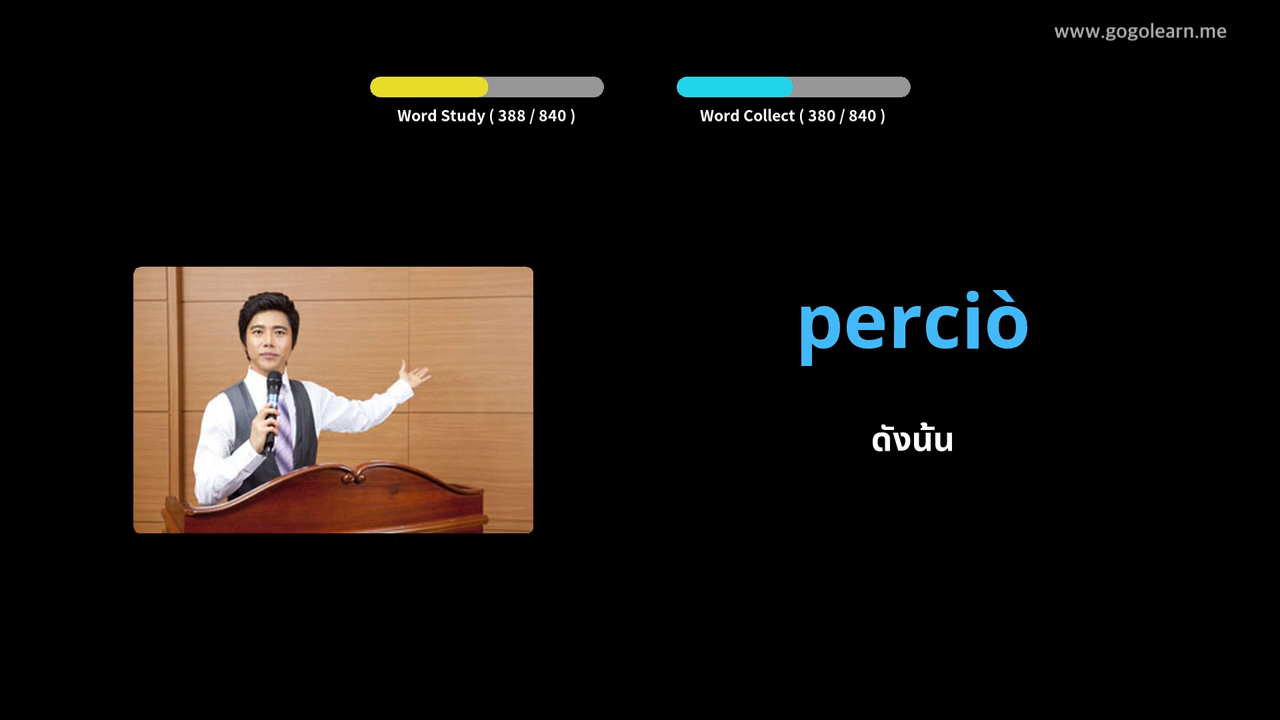 www.gogolearn.me
Word Study ( 388 / 840 )
Word Collect ( 380 / 840 )
perciò
ดังนั้น